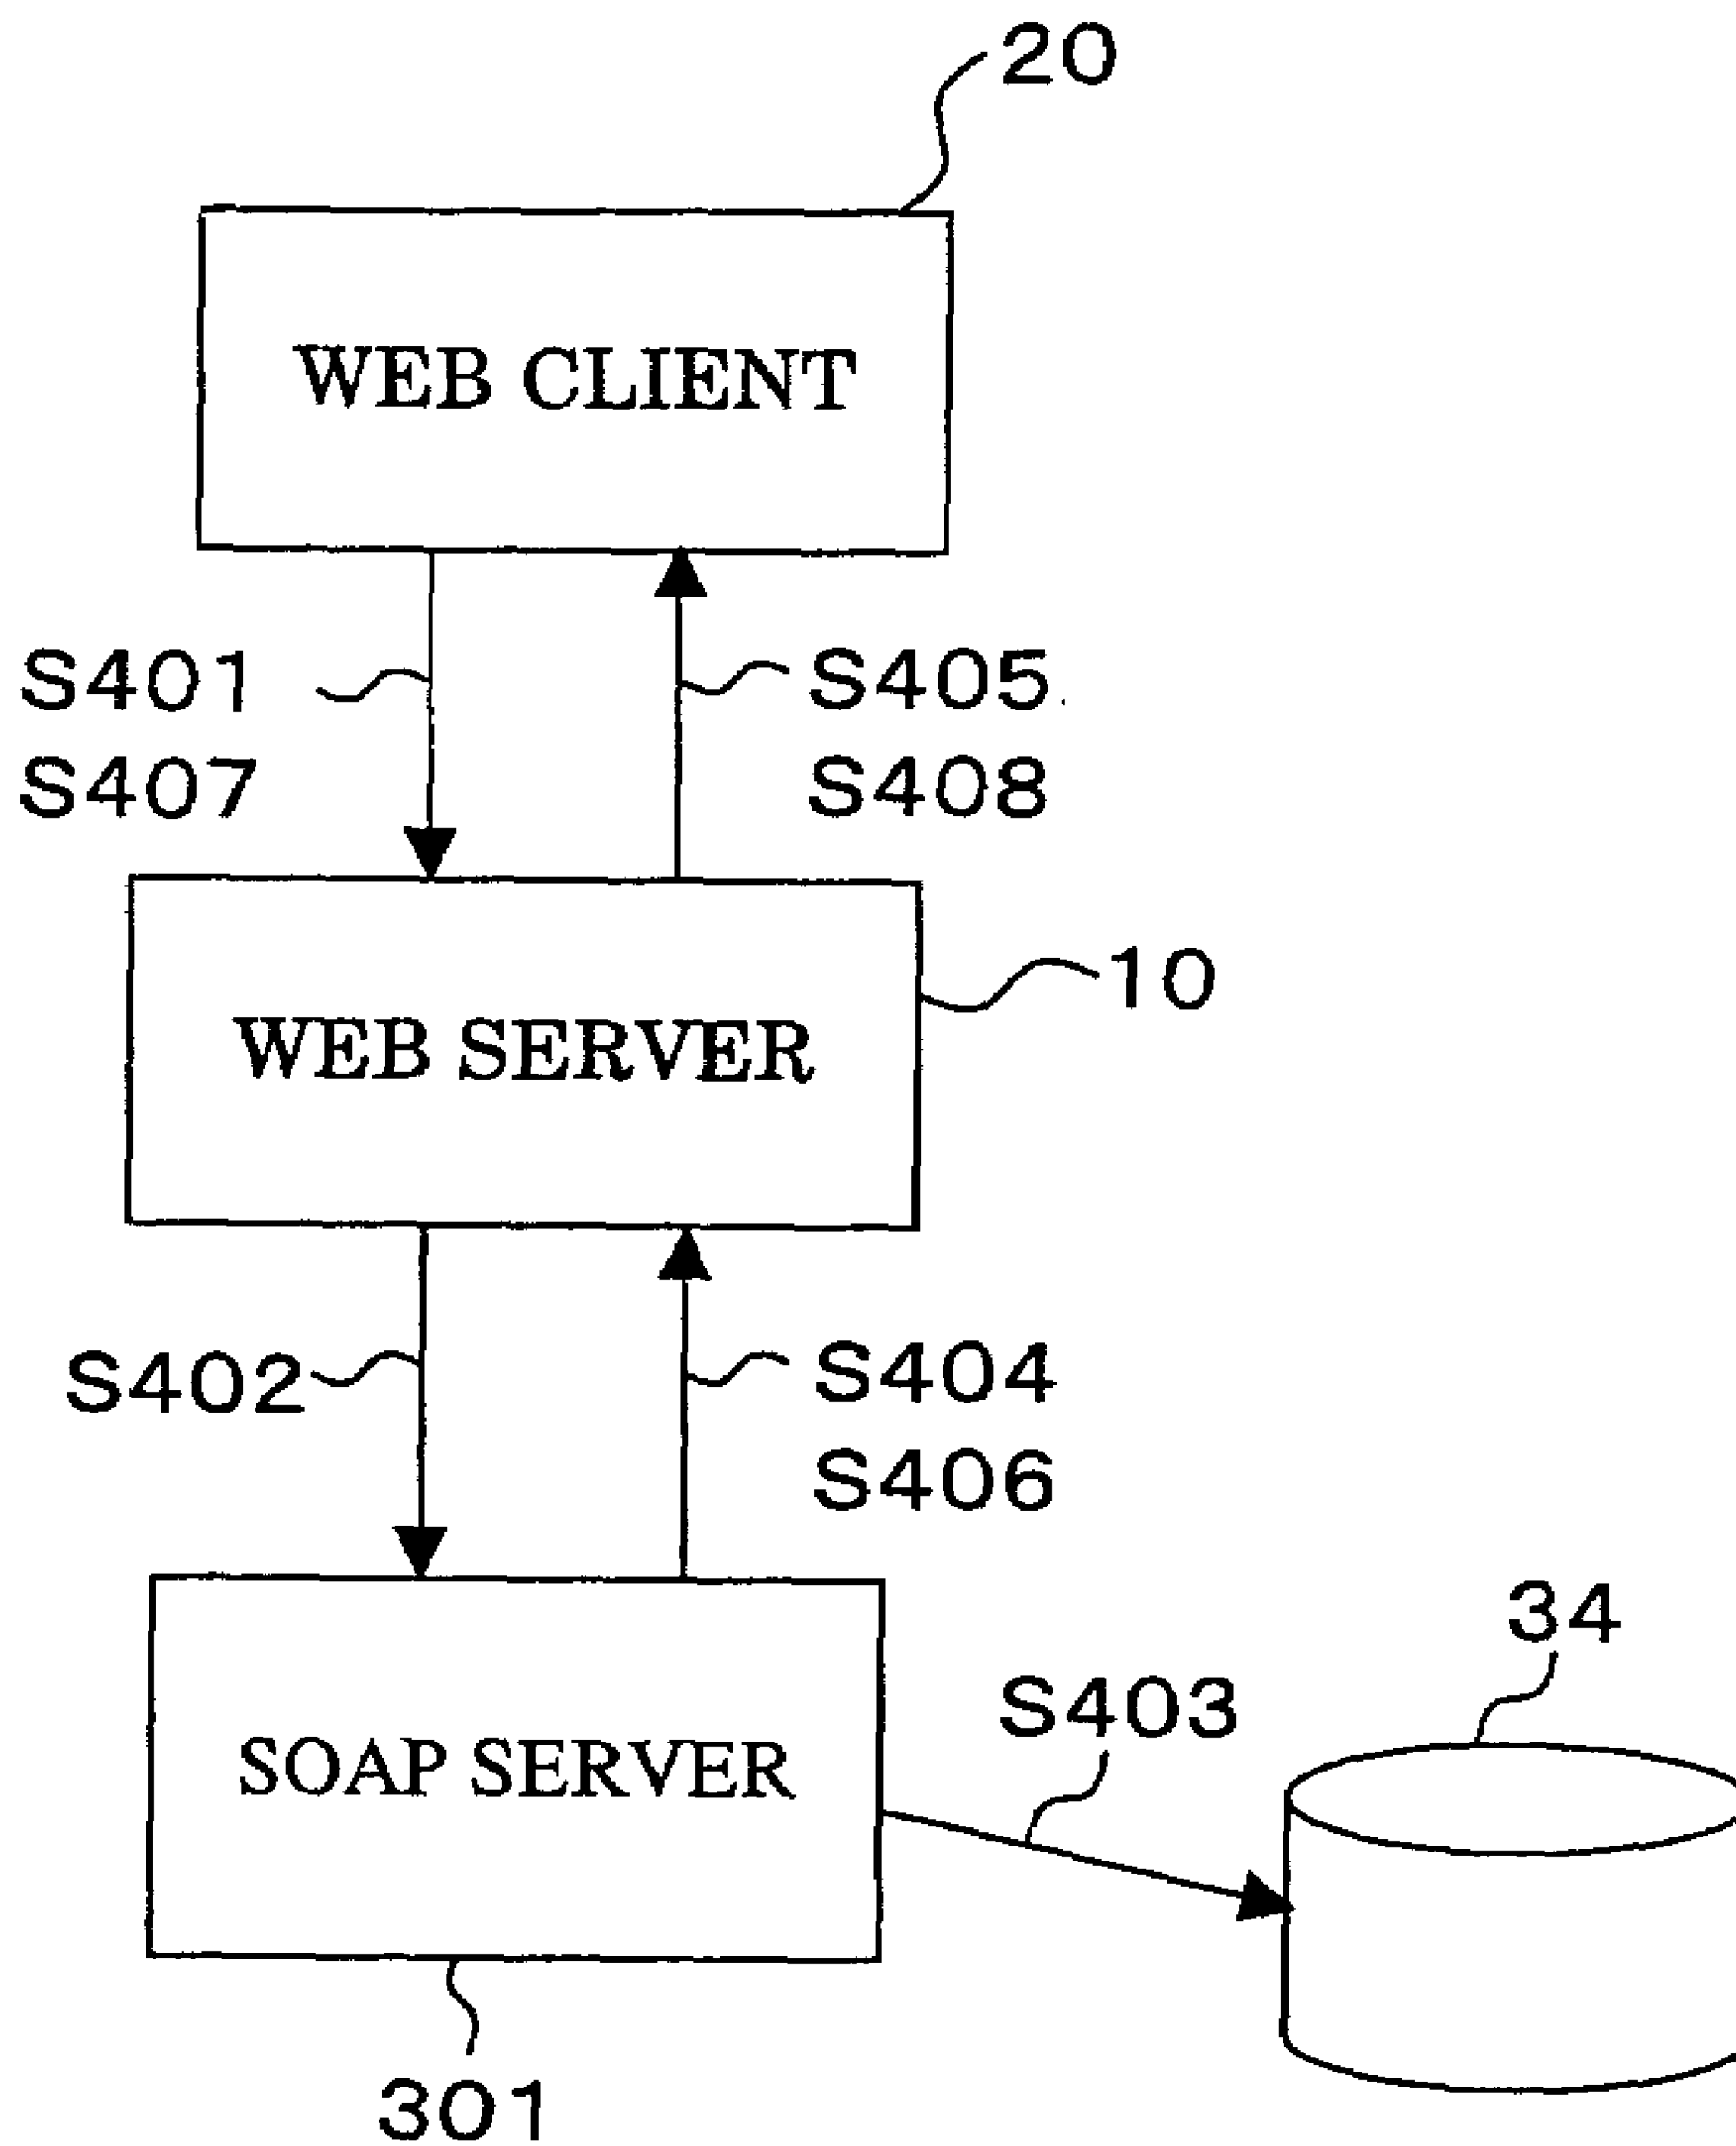 20
WEB CLIENT
S401
S405
S407
S408
10
WEB SERVER
S402
S404
S406
34
S403
SOAP SERVER
301